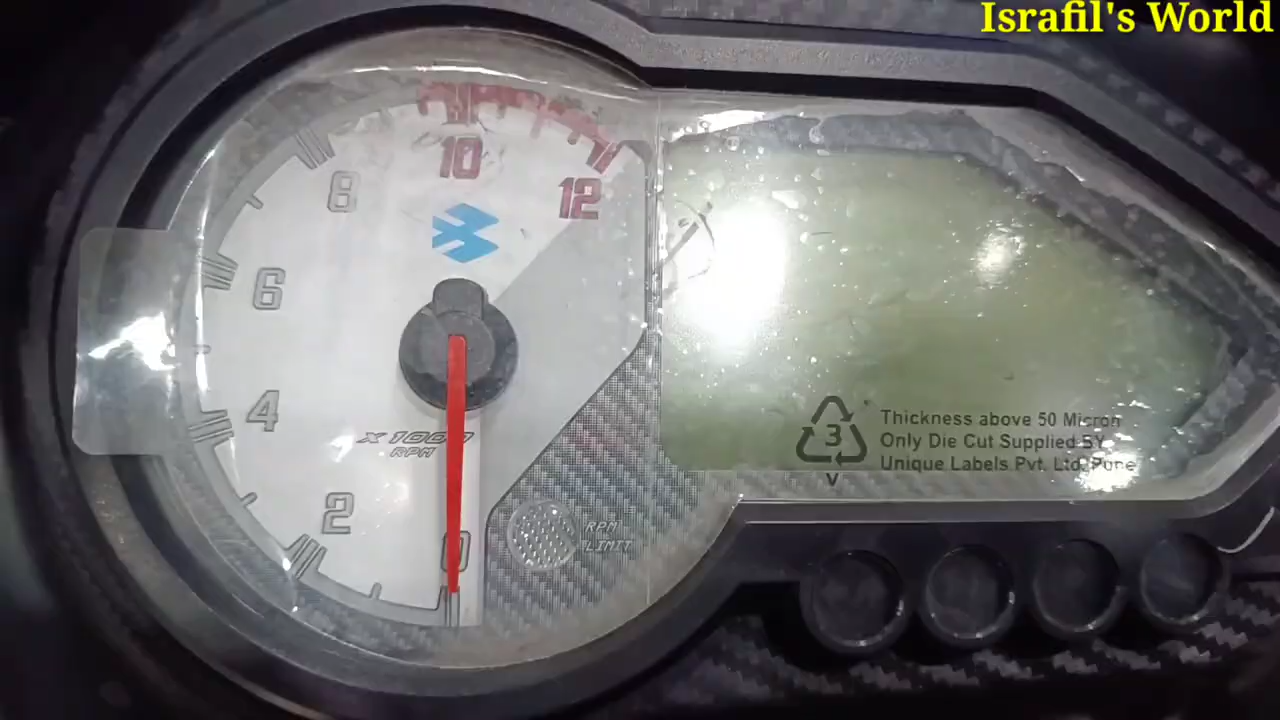 Israfil's World
10
8
12
6
4
X 1000
RPM
2
0
RPM
LIMIT
3
V
Thickness above 50 Micron
Only Die Cut Supplied BY
Unique Labels Pvt. Ltd. Pune